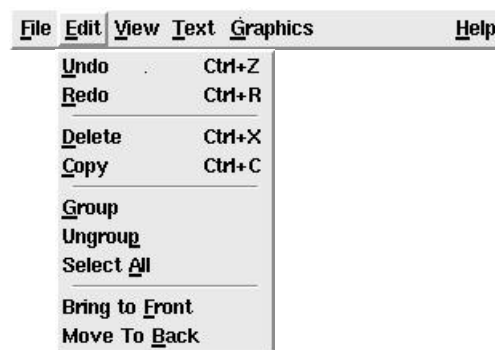 File Edit View Text Graphics Help
Undo Ctrl+Z
Redo Ctrl+R
Delete Ctrl+X
Copy Ctrl+C
Group
Ungroup
Select All
Bring to Front
Move To Back